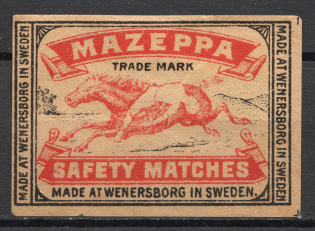 MAZEPPA
TRADE MARK
SAFETY MATCHES
MADE AT WENERSBORG IN SWEDEN.
MADE AT WENERSBORG IN SWEDEN
MADE AT WENERSBORG IN SWEDEN